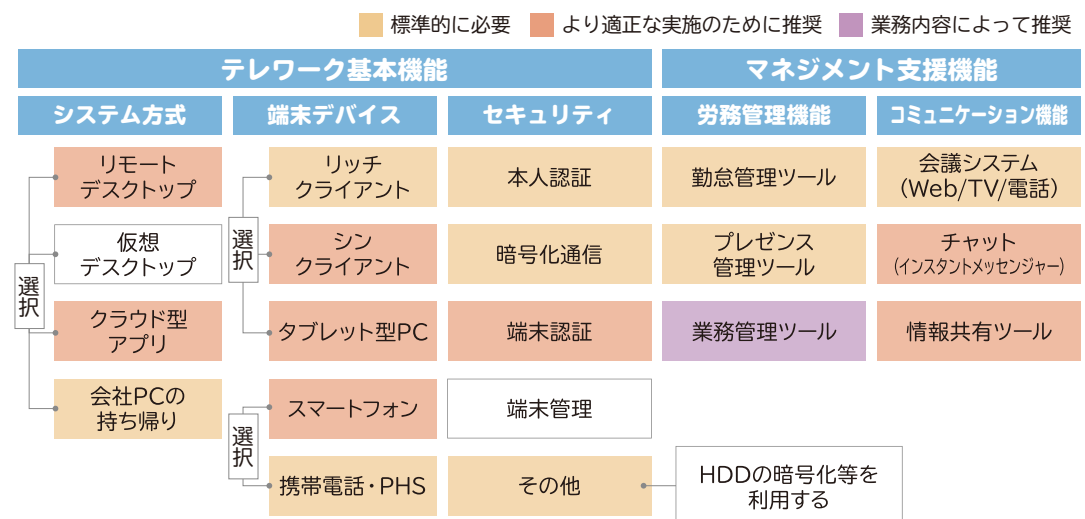 標準的に必要
より適正な実施のために推奨
業務内容によって推奨
テレワーク基本機能
マネジメント支援機能
システム方式
端末デバイス
セキュリティ
労務管理機能
コミュニケーション機能
リモート
デスクトップ
仮想
デスクトップ
クラウド型
アプリ
会社PCの
持ち帰り
選択
リッチ
クライアント
シン
クライアント
タブレット型PC
選択
スマートフォン
携帯電話・PHS
選択
本人認証
暗号化通信
端末認証
端末管理
その他
HDDの暗号化等を
利用する
勤怠管理ツール
プレゼンス
管理ツール
業務管理ツール
会議システム
(Web/TV/電話)
チャット
(インスタントメッセンジャー)
情報共有ツール